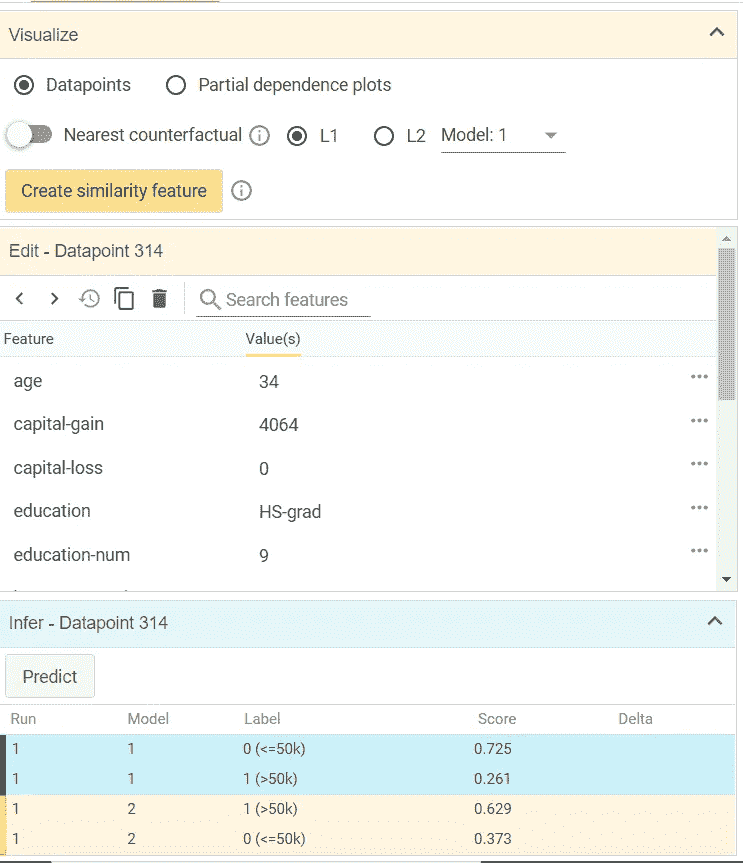 Visualize
Datapoints Partial dependence plots
Nearest counterfactual L1 L2 Model: 1
Create similarity feature
Edit - Datapoint 314
Search features
Feature Value(s)
age 34
capital-gain 4064
capital-loss 0
education HS-grad
education-num 9
Infer - Datapoint 314
Predict
Run Model Label Score Delta
1 1 0 (<=50k) 0.725
1 1 1 (>50k) 0.261
1 2 1 (>50k) 0.629
1 2 0 (<=50k) 0.373